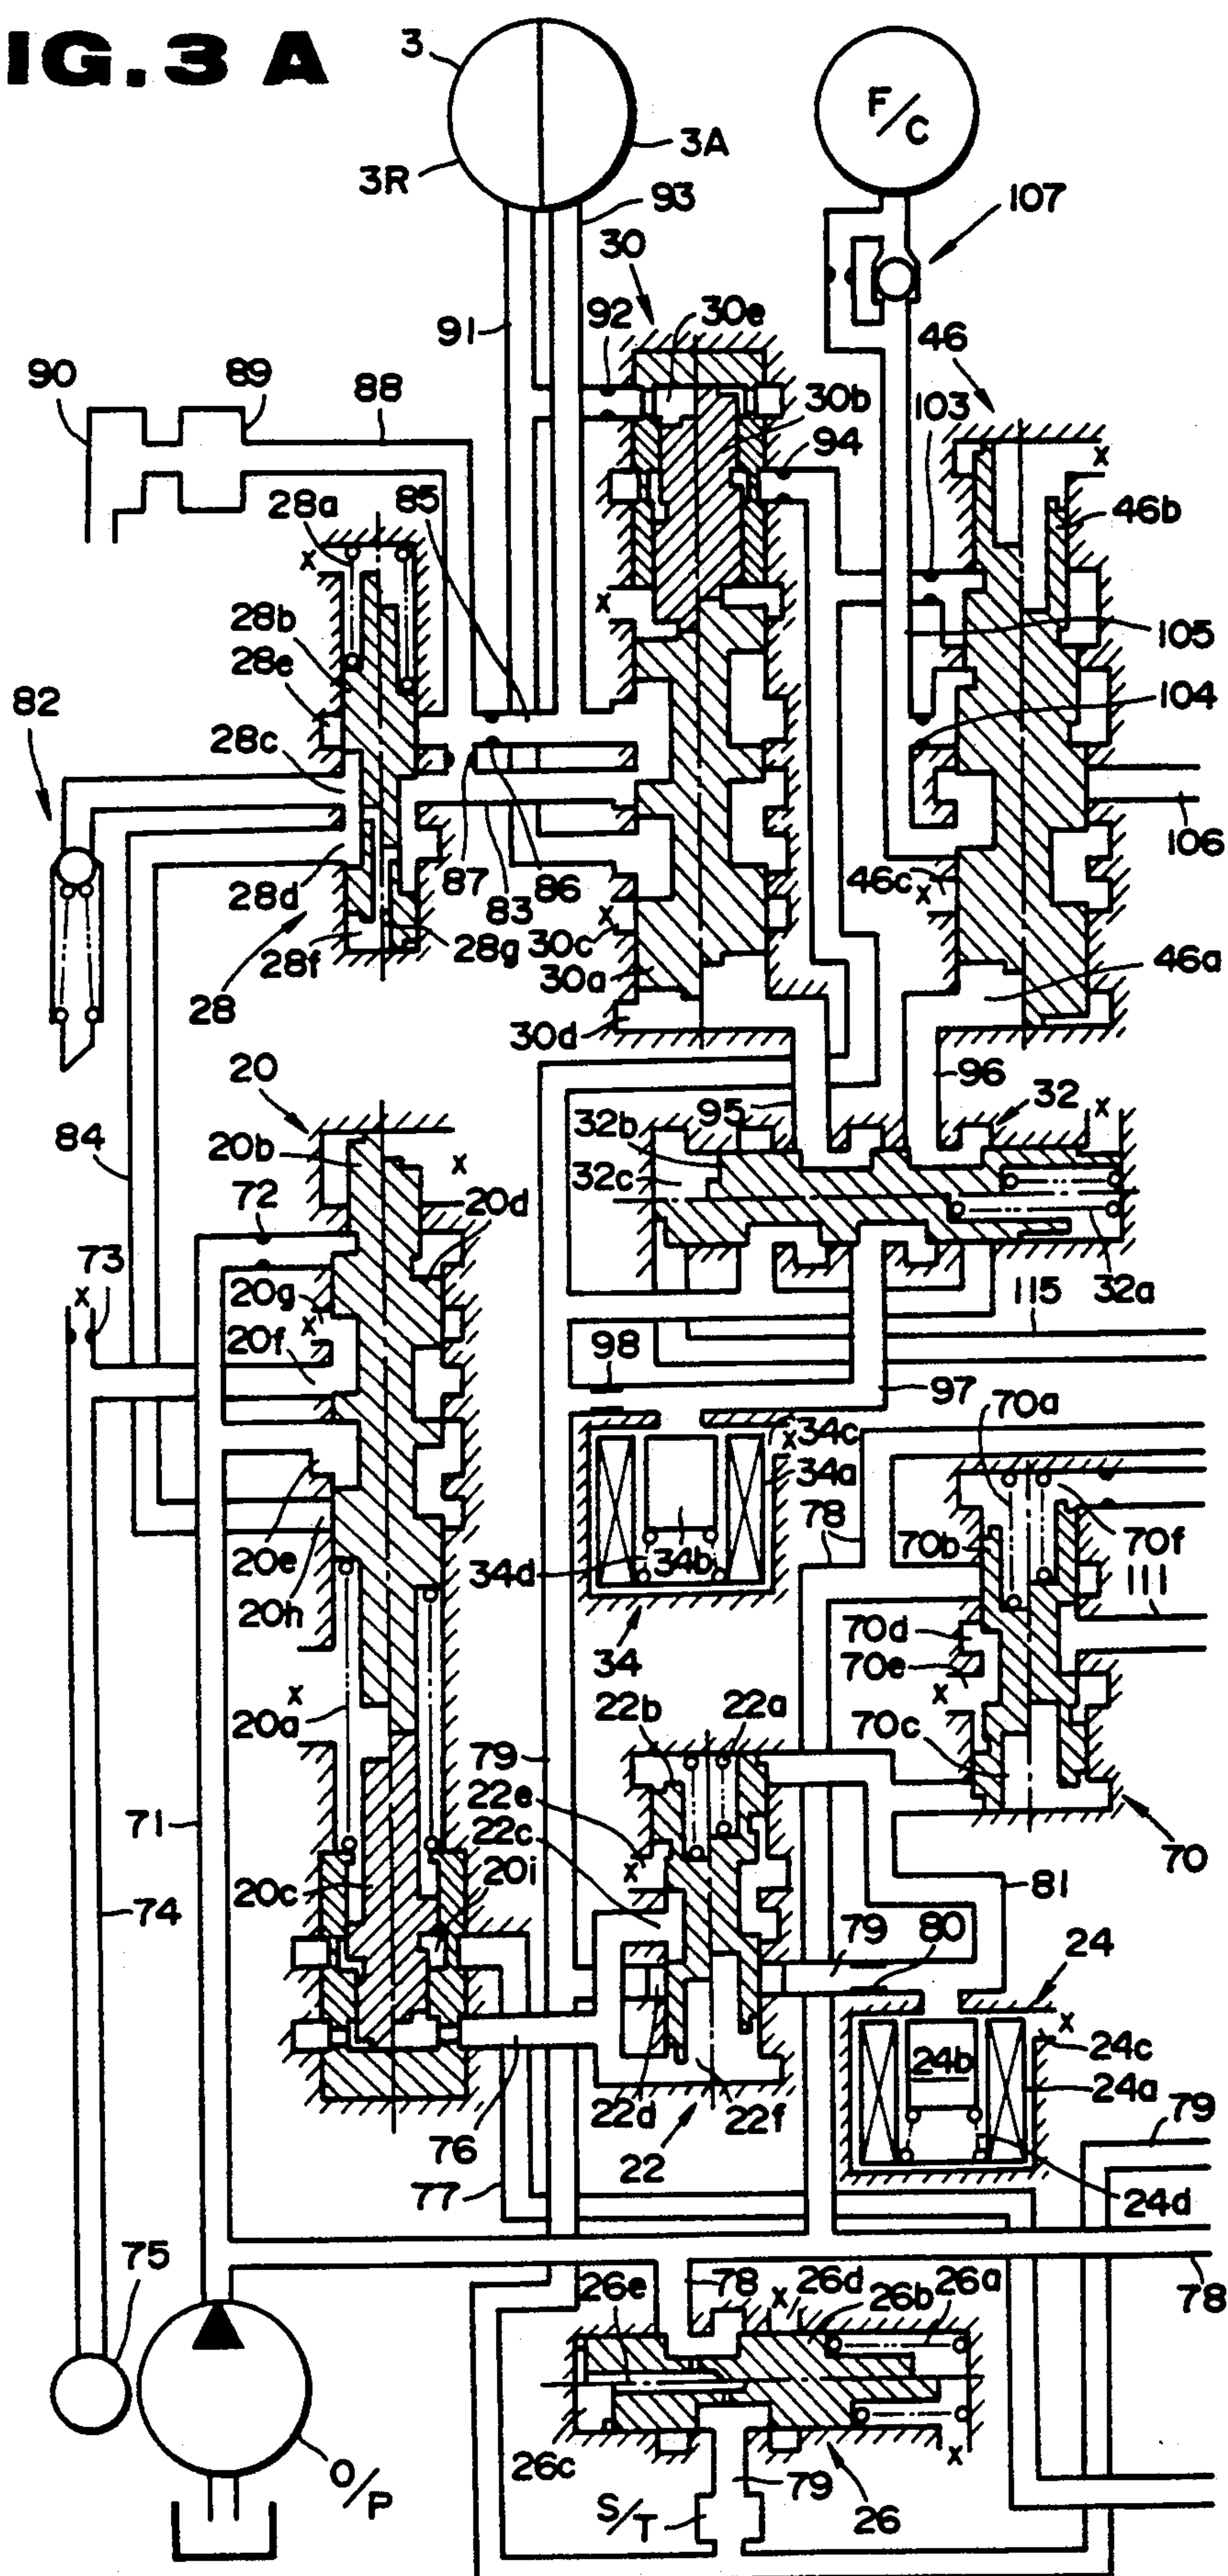 IG.3 A
3
3R
3A
F/C
93
107
30
91
92
30e
46
90
89
88
30b
103
94
x
28a
85
46b
x
x
28b
28e
105
82
28c
104
106
28d
87
86
46c
x
83
x
30c
28g
28f
30a
46a
28
30d
20
96
95
32
x
84
20b
32b
x
32c
72
20d
73
x
20g
x
115
32a
20f
98
97
70a
34c
x
34a
78
20e
34d
34b
70b
70f
20h
111
70d
34
70e
x
x
20a
22b
22a
70c
79
22e
71
22c
x
70
20c
20i
81
74
79
80
24
x
24b
24c
22d
22f
24a
76
79
22
77
24d
75
26e
78
x
26d
26b
26a
78
26c
x
O/P
79
S/T
26